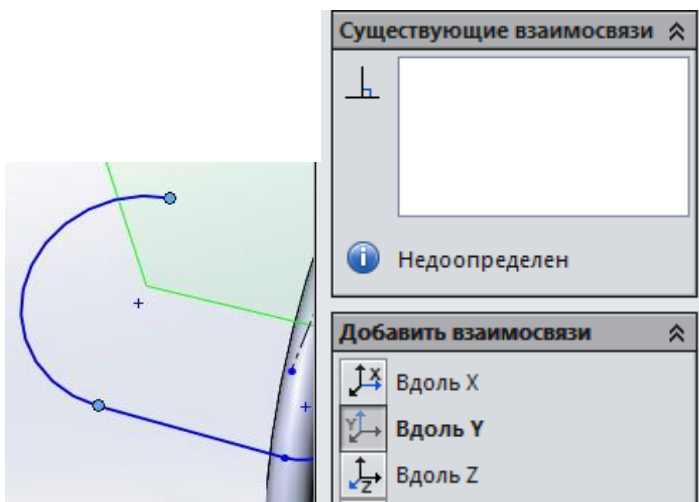 Существующие взаимосвязи
Недоопределен
Добавить взаимосвязи
Вдоль X
Вдоль Y
Вдоль Z